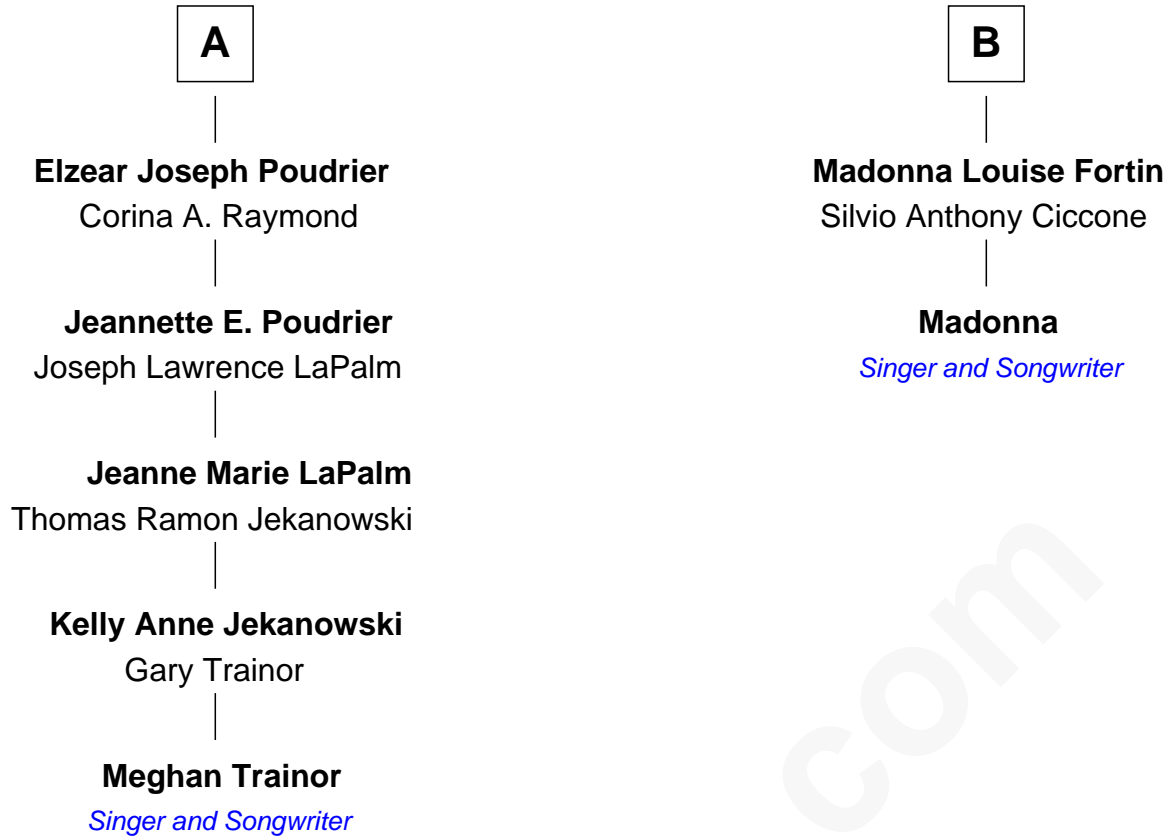 A
Elzear Joseph Poudrier
Corina A. Raymond
Jeannette E. Poudrier
Joseph Lawrence LaPalm
Jeanne Marie LaPalm
Thomas Ramon Jekanowski
Kelly Anne Jekanowski
Gary Trainor
Meghan Trainor
Singer and Songwriter
B
Madonna Louise Fortin
Silvio Anthony Ciccone
Madonna
Singer and Songwriter
com